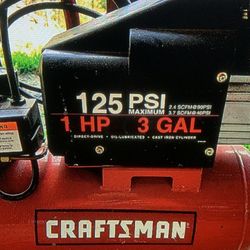 125 PSI
MAXIMUM
2.4 SCFM@90PSI
3.7 SCFM@40PSI
1 HP 3 GAL
DIRECT-DRIVE • OIL-LUBRICATED • CAST IRON CYLINDER
CRAFTSMAN